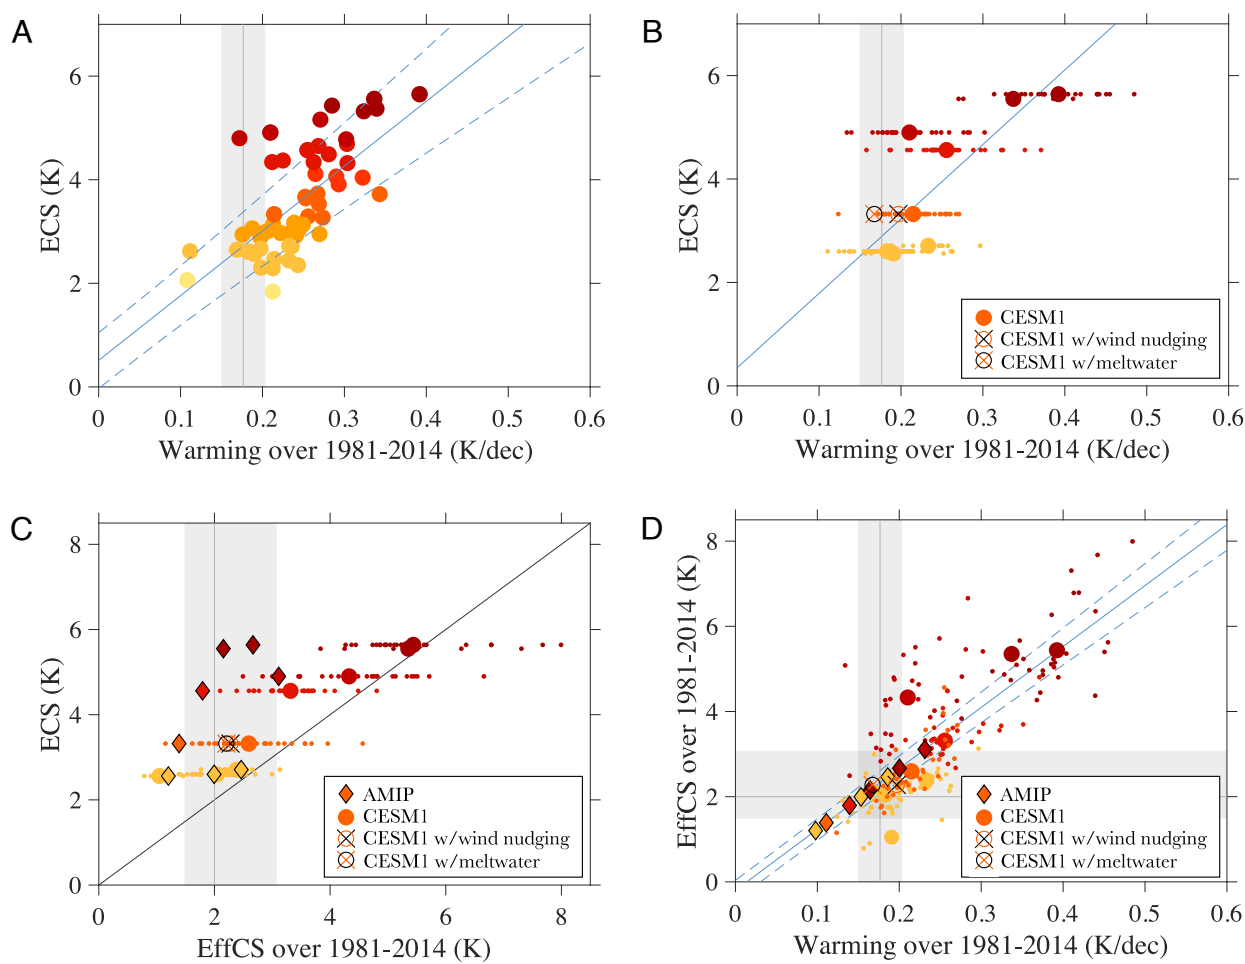 A
ECS (K)
6
4
2
0
0
0.1
0.2
0.3
0.4
0.5
0.6
Warming over 1981-2014 (K/dec)
B
ECS (K)
6
4
2
0
CESM1
CESM1 w/wind nudging
CESM1 w/meltwater
0
0.1
0.2
0.3
0.4
0.5
0.6
Warming over 1981-2014 (K/dec)
C
ECS (K)
8
6
4
2
0
AMIP
CESM1
CESM1 w/wind nudging
CESM1 w/meltwater
0
2
4
6
8
EffCS over 1981-2014 (K)
D
EffCS over 1981-2014 (K)
8
6
4
2
0
AMIP
CESM1
CESM1 w/wind nudging
CESM1 w/meltwater
0
0.1
0.2
0.3
0.4
0.5
0.6
Warming over 1981-2014 (K/dec)